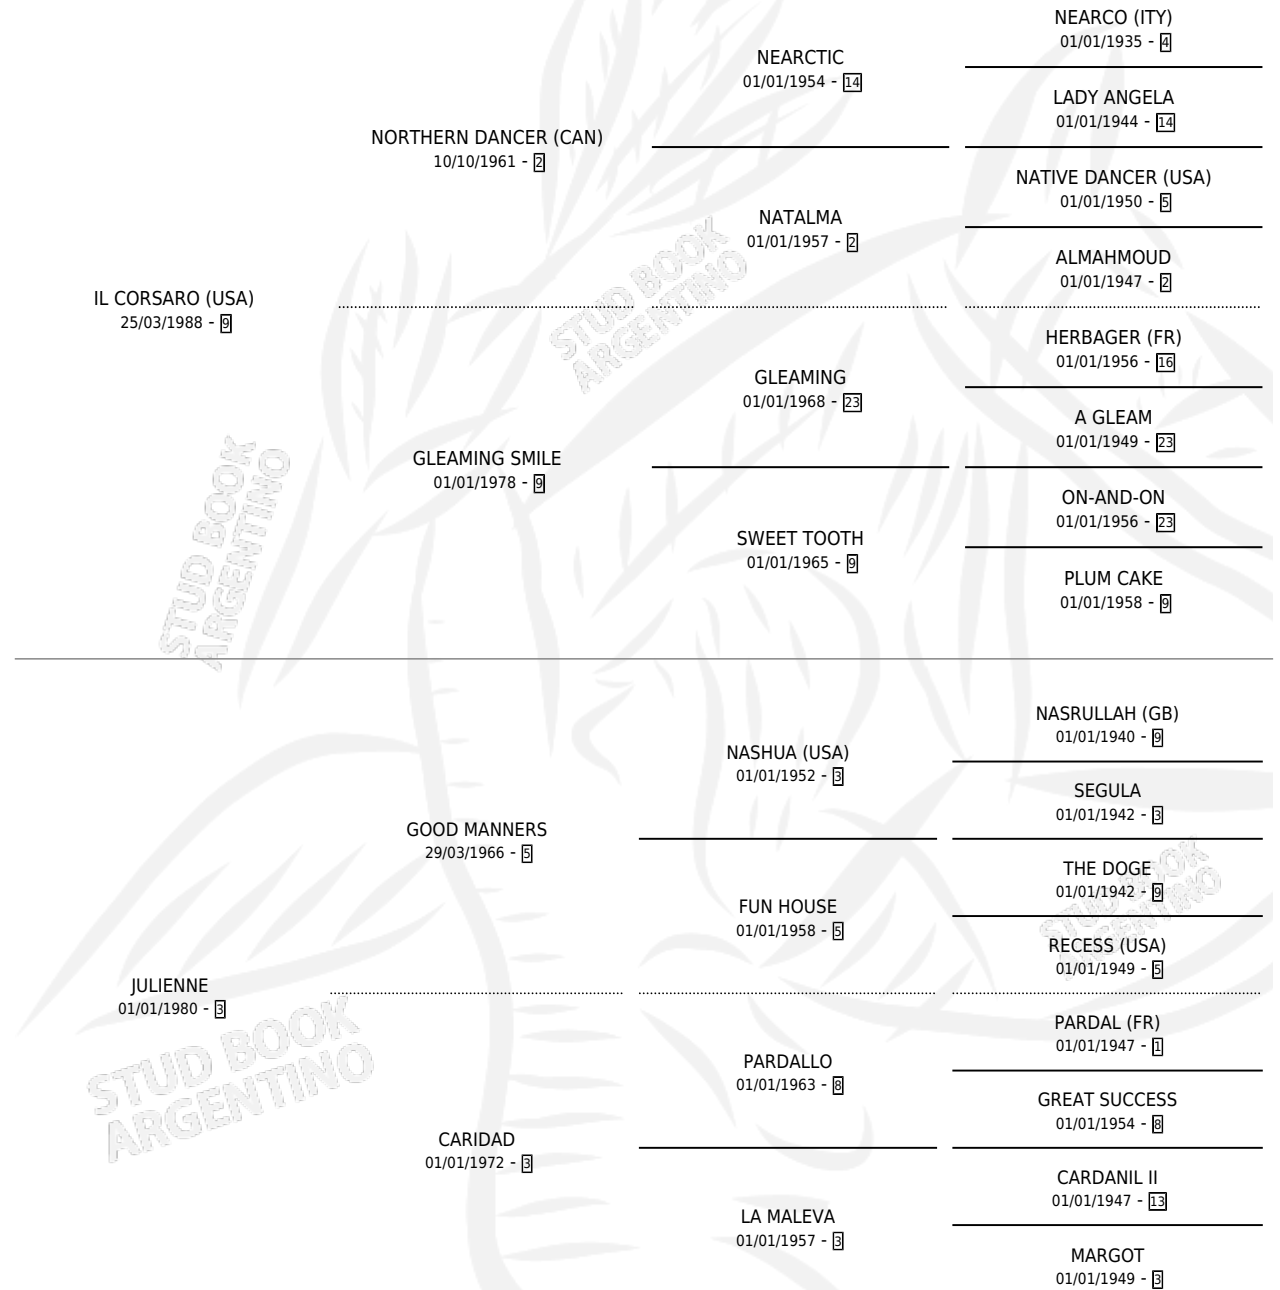 NEARCO (ITY)
01/01/1935 - 4
NEARCTIC
01/01/1954 - 14
LADY ANGELA
01/01/1944 - 14
NORTHERN DANCER (CAN)
10/10/1961 - 2
NATIVE DANCER (USA)
01/01/1950 - 5
NATALMA
01/01/1957 - 2
ALMAHMOUD
01/01/1947 - 2
IL CORSARO (USA)
25/03/1988 - 9
HERBAGER (FR)
01/01/1956 - 16
GLEAMING
01/01/1968 - 23
A GLEAM
01/01/1949 - 23
GLEAMING SMILE
01/01/1978 - 9
ON-AND-ON
01/01/1956 - 23
SWEET TOOTH
01/01/1965 - 9
PLUM CAKE
01/01/1958 - 9
NASRULLAH (GB)
01/01/1940 - 9
NASHUA (USA)
01/01/1952 - 3
SEGULA
01/01/1942 - 3
GOOD MANNERS
29/03/1966 - 5
THE DOGE
01/01/1942 - 9
FUN HOUSE
01/01/1958 - 5
RECESS (USA)
01/01/1949 - 5
JULIENNE
01/01/1980 - 3
PARDAL (FR)
01/01/1947 - 1
PARDALLO
01/01/1963 - 8
GREAT SUCCESS
01/01/1954 - 8
CARIDAD
01/01/1972 - 3
CARDANIL II
01/01/1947 - 13
LA MALEVA
01/01/1957 - 3
MARGOT
01/01/1949 - 3
STUD BOOK
ARGENTINO
STUD BOOK
ARGENTINO
STUD BOOK
ARGENTINO
STUD BOOK
ARGENTINO